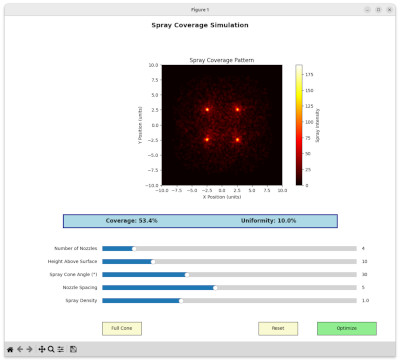 Figure 1
Spray Coverage Simulation
Spray Coverage Pattern
10.0
7.5
5.0
2.5
0.0
−2.5
−5.0
−7.5
−10.0
Y Position (units)
−10.0 −7.5 −5.0 −2.5 0.0 2.5 5.0 7.5 10.0
X Position (units)
175
150
125
100
75
50
25
0
Spray Intensity
Coverage: 53.4% Uniformity: 10.0%
Number of Nozzles 4
Height Above Surface 10
Spray Cone Angle (°) 30
Nozzle Spacing 5
Spray Density 1.0
Full Cone Reset Optimize